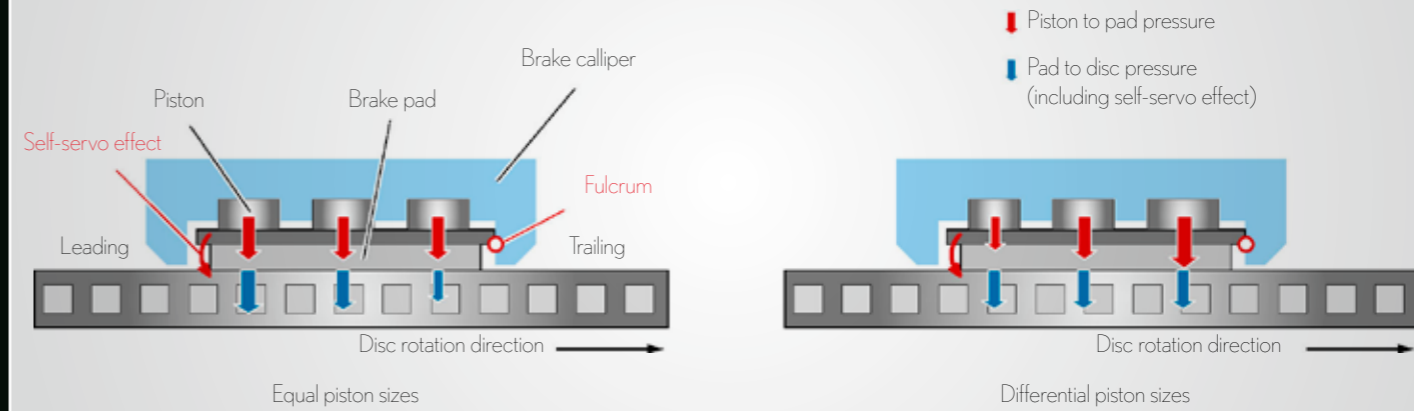 Piston to pad pressure
Pad to disc pressure
(including self-servo effect)
Brake calliper
Piston
Brake pad
Self-servo effect
Fulcrum
Leading
Trailing
Disc rotation direction
Equal piston sizes
Disc rotation direction
Differential piston sizes